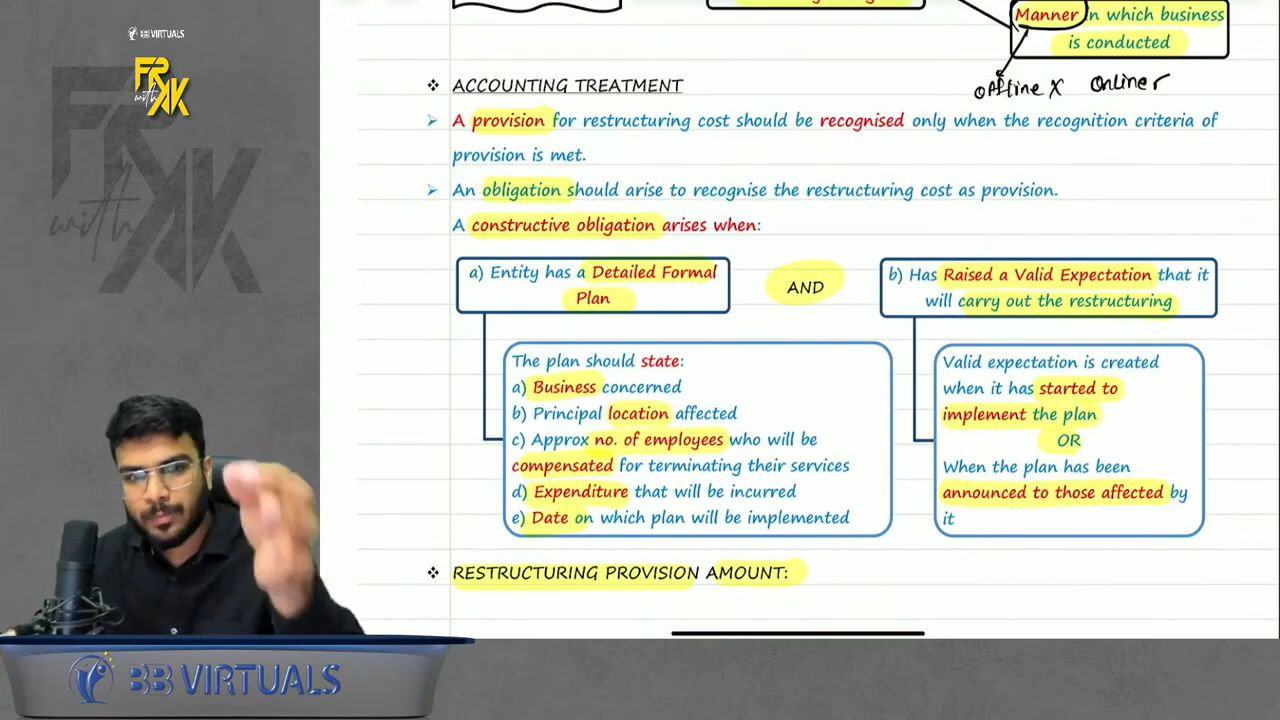 BB VIRTUALS
FR
with AK
FR
with AK
Manner in which business
is conducted
offline X Online
❖ ACCOUNTING TREATMENT
➢ A provision for restructuring cost should be recognised only when the recognition criteria of
provision is met.
➢ An obligation should arise to recognise the restructuring cost as provision.
A constructive obligation arises when:
a) Entity has a Detailed Formal
Plan
AND
b) Has Raised a Valid Expectation that it
will carry out the restructuring
The plan should state:
a) Business concerned
b) Principal location affected
c) Approx no. of employees who will be
compensated for terminating their services
d) Expenditure that will be incurred
e) Date on which plan will be implemented
Valid expectation is created
when it has started to
implement the plan
OR
When the plan has been
announced to those affected by
it
❖ RESTRUCTURING PROVISION AMOUNT:
BB VIRTUALS